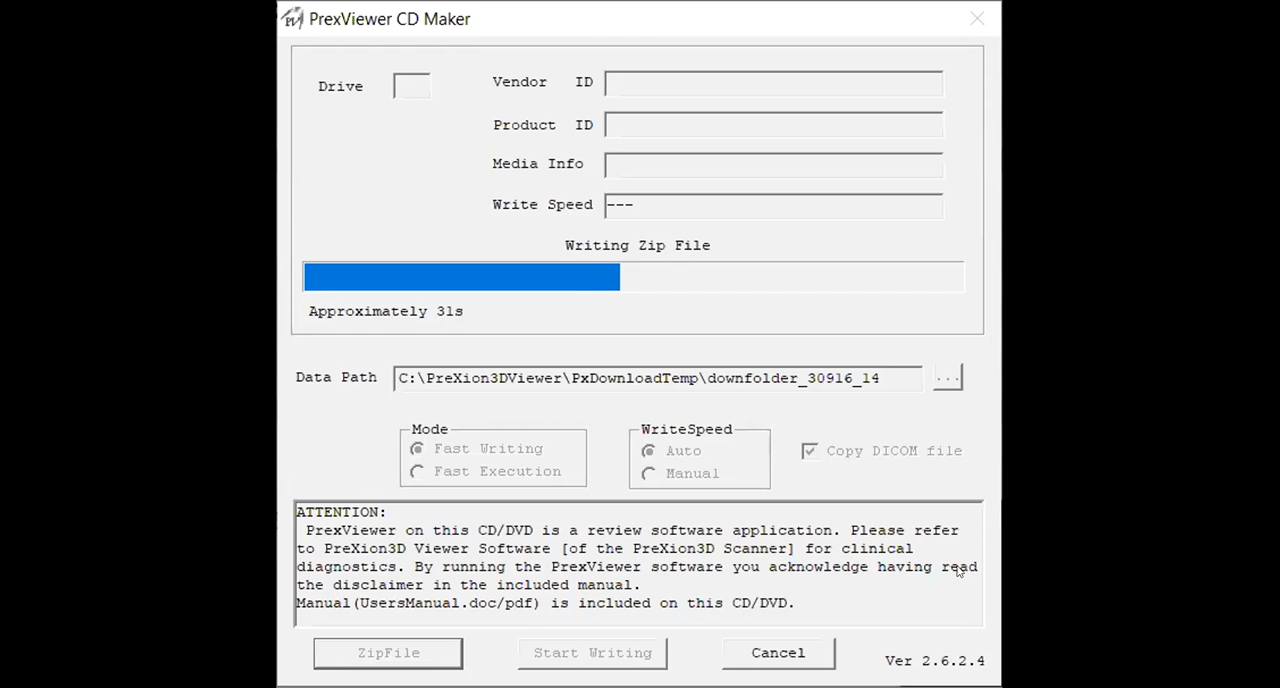 PrexViewer CD Maker
Drive
Vendor ID
Product ID
Media Info
Write Speed ---
Writing Zip File
Approximately 31s
Data Path C:\PreXion3DViewer\PxDownloadTemp\downfolder_30916_14 ...
Mode
Fast Writing
Fast Execution
WriteSpeed
Auto
Manual
Copy DICOM file
ATTENTION:
PrexViewer on this CD/DVD is a review software application. Please refer
to PreXion3D Viewer Software [of the PreXion3D Scanner] for clinical
diagnostics. By running the PrexViewer software you acknowledge having read
the disclaimer in the included manual.
Manual(UsersManual.doc/pdf) is included on this CD/DVD.
ZipFile
Start Writing
Cancel
Ver 2.6.2.4